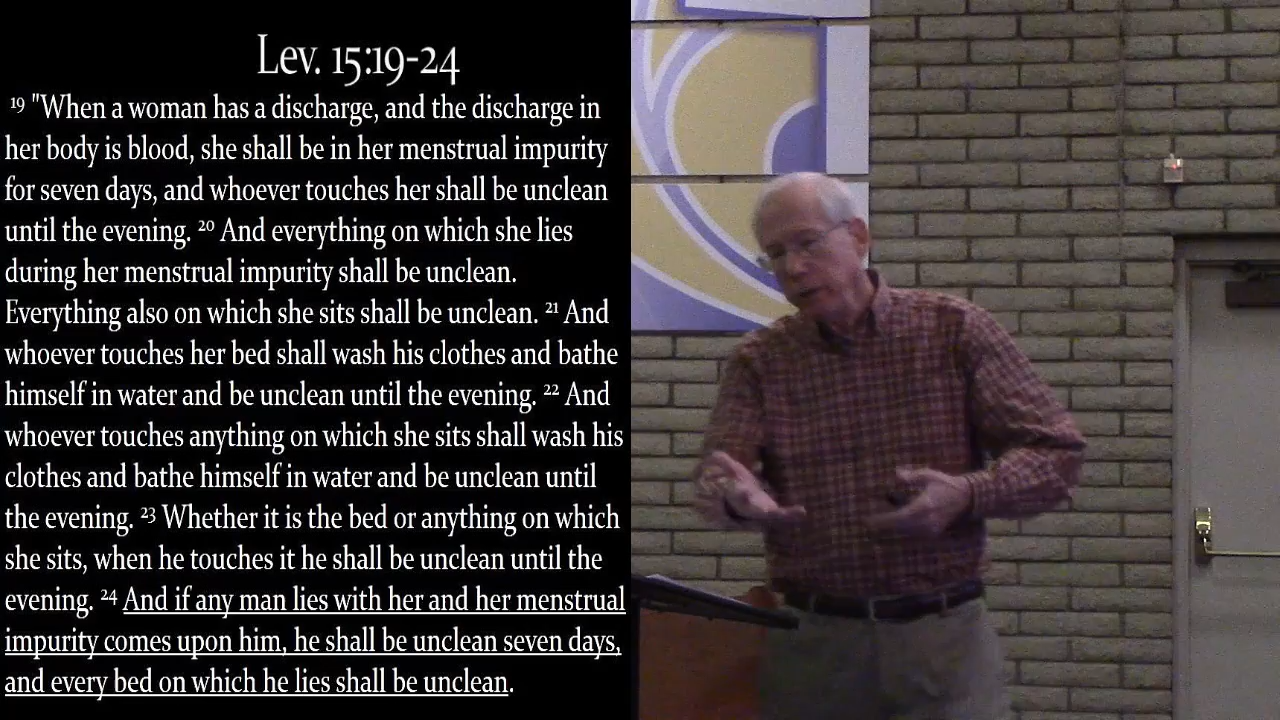 Lev. 15:19-24
19 "When a woman has a discharge, and the discharge in
her body is blood, she shall be in her menstrual impurity
for seven days, and whoever touches her shall be unclean
until the evening. 20 And everything on which she lies
during her menstrual impurity shall be unclean.
Everything also on which she sits shall be unclean. 21 And
whoever touches her bed shall wash his clothes and bathe
himself in water and be unclean until the evening. 22 And
whoever touches anything on which she sits shall wash his
clothes and bathe himself in water and be unclean until
the evening. 23 Whether it is the bed or anything on which
she sits, when he touches it he shall be unclean until the
evening. 24 And if any man lies with her and her menstrual
impurity comes upon him, he shall be unclean seven days,
and every bed on which he lies shall be unclean.